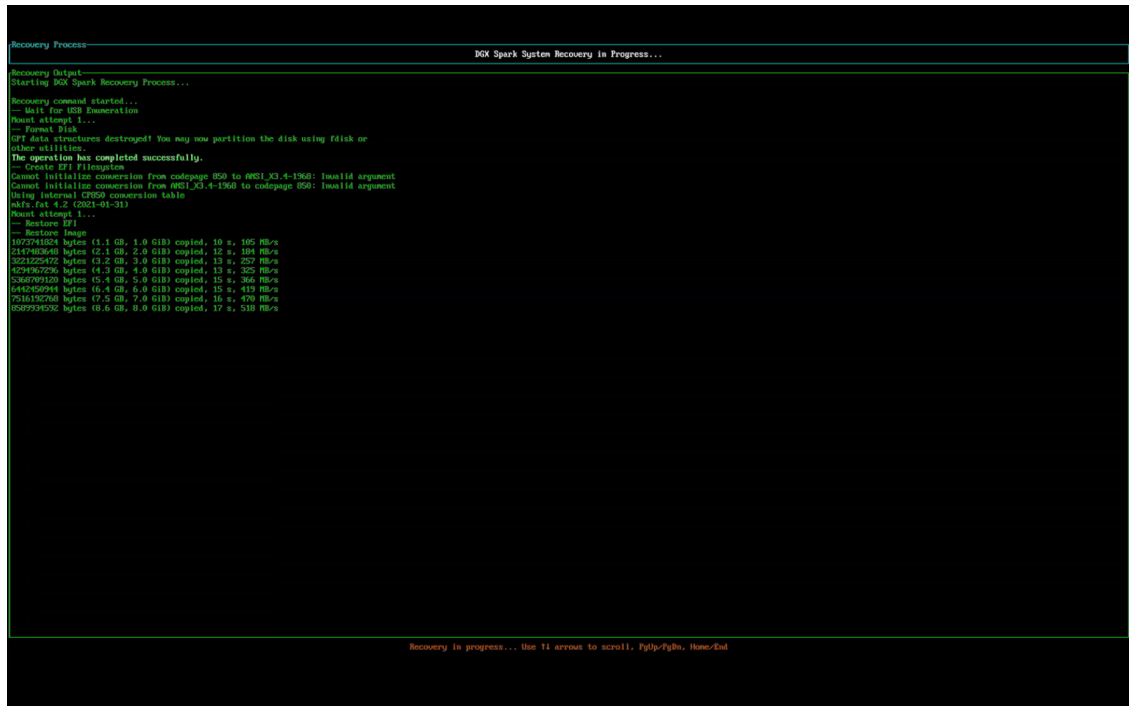 Recovery Process
DGX Spark System Recovery in Progress...
Recovery Output
Starting DGX Spark Recovery Process...
Recovery command started...
-- Wait for USB Enumeration
Mount attempt 1...
-- Format Disk
GPT data structures destroyed! You may now partition the disk using fdisk or
other utilities.
The operation has completed successfully.
-- Create EFI Filesystem
Cannot initialize conversion from codepage 850 to ANSI_X3.4-1968: Invalid argument
Cannot initialize conversion from ANSI_X3.4-1968 to codepage 850: Invalid argument
Using internal CP850 conversion table
mkfs.fat 4.2 (2021-01-31)
Mount attempt 1...
-- Restore EFI
-- Restore Image
1073741824 bytes (1.1 GB, 1.0 GiB) copied, 10 s, 105 MB/s
2147483648 bytes (2.1 GB, 2.0 GiB) copied, 12 s, 184 MB/s
3221225472 bytes (3.2 GB, 3.0 GiB) copied, 13 s, 257 MB/s
4294967296 bytes (4.3 GB, 4.0 GiB) copied, 13 s, 325 MB/s
5368709120 bytes (5.4 GB, 5.0 GiB) copied, 15 s, 366 MB/s
6442450944 bytes (6.4 GB, 6.0 GiB) copied, 15 s, 419 MB/s
7516192768 bytes (7.5 GB, 7.0 GiB) copied, 16 s, 470 MB/s
8589934592 bytes (8.6 GB, 8.0 GiB) copied, 17 s, 518 MB/s
Recovery in progress... Use ↑↓ arrows to scroll, PgUp/PgDn, Home/End